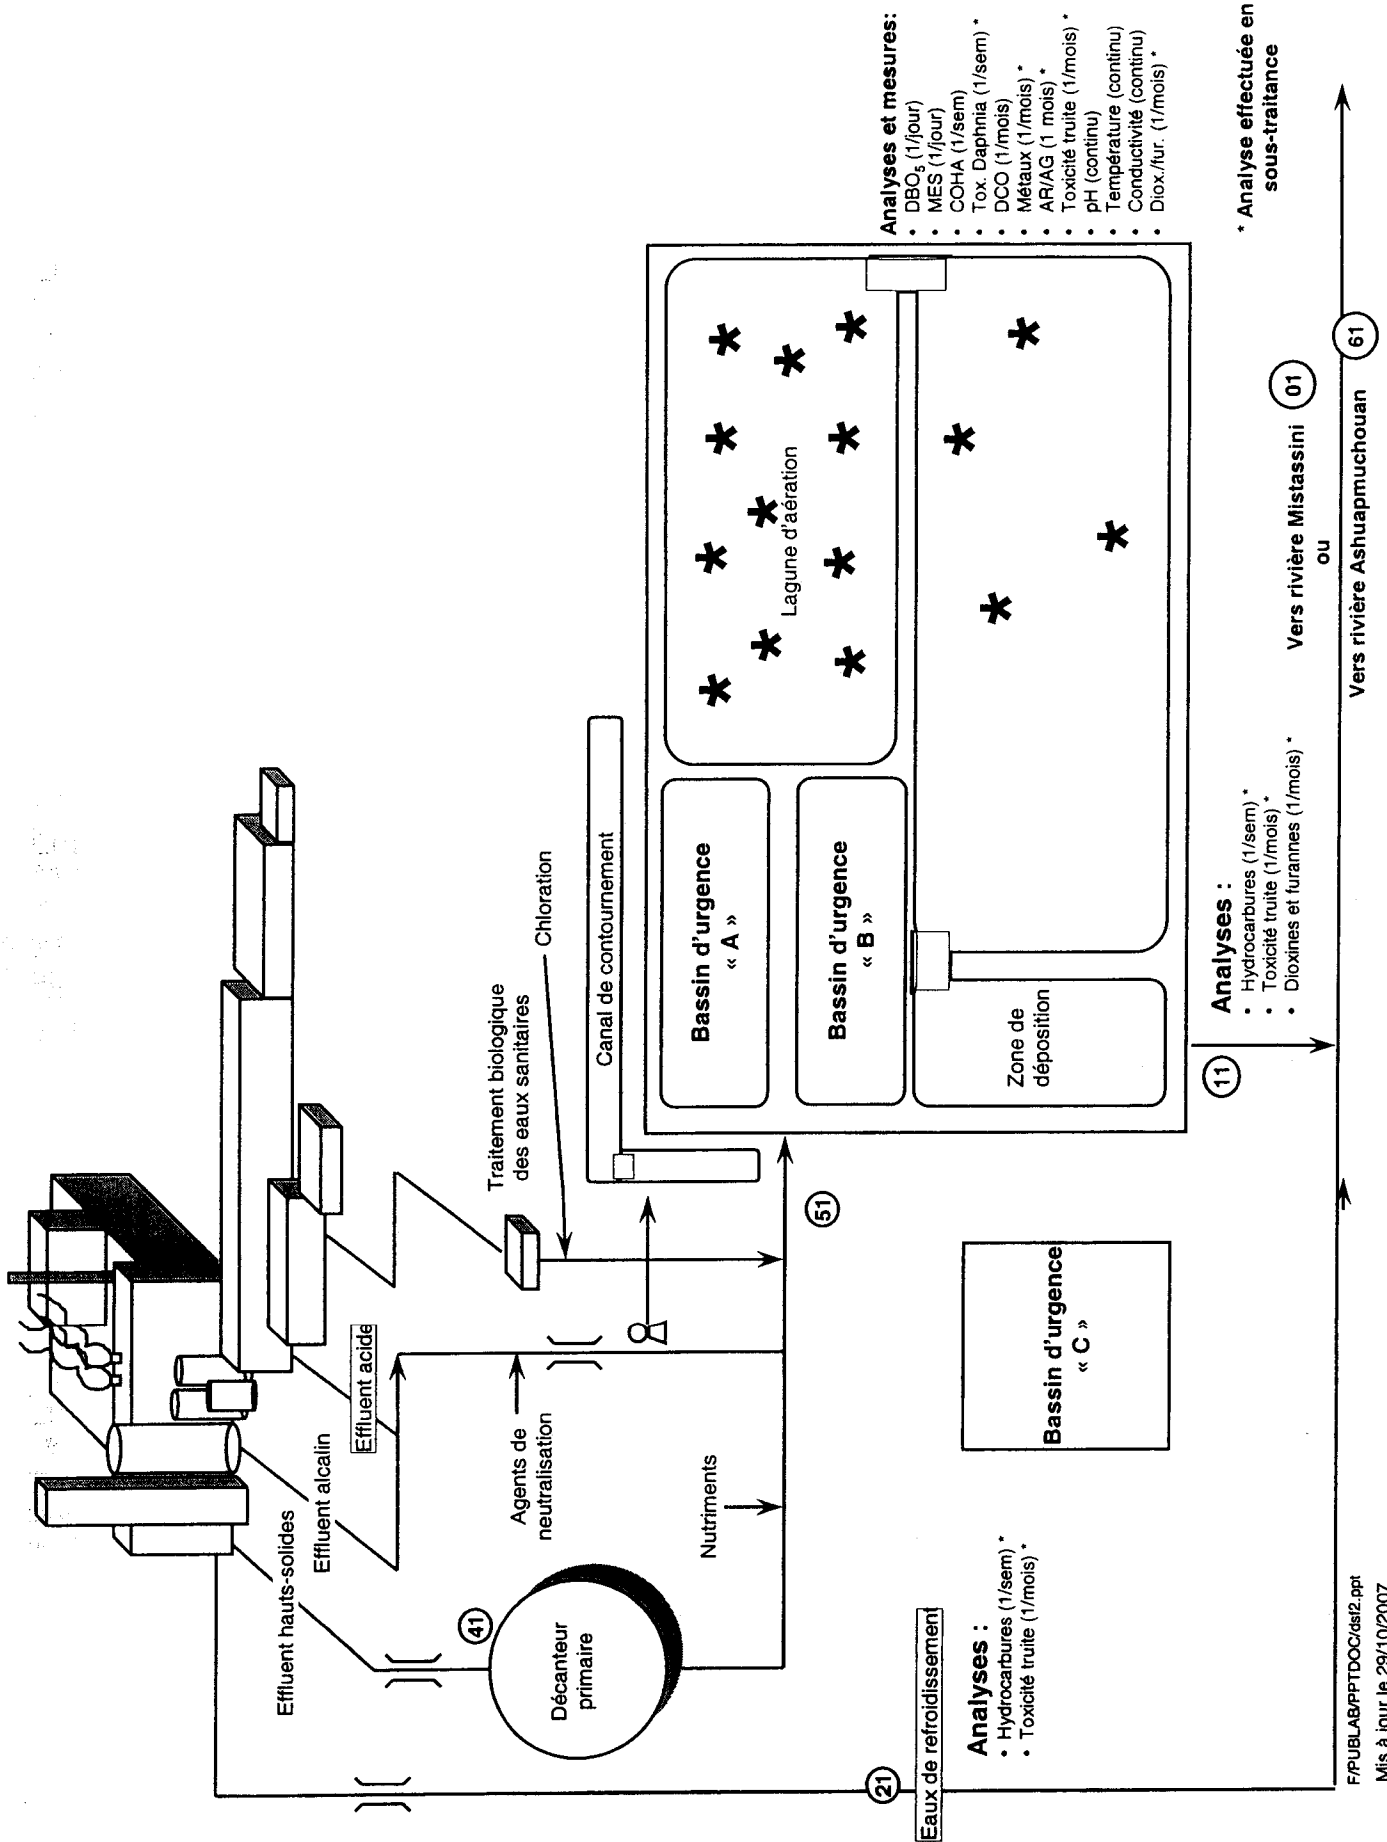 Effluent hauts-solides
Effluent alcalin
Effluent acide
41
Décanteur
primaire
Agents de
neutralisation
Nutriments
Traitement biologique
des eaux sanitaires
Chloration
Canal de contournement
51
Bassin d'urgence
« A »
Bassin d'urgence
« B »
Lagune d'aération
Zone de
déposition
Analyses et mesures:
• DBO₅ (1/jour)
• MES (1/jour)
• COHA (1/sem)
• Tox. Daphnia (1/sem) *
• DCO (1/mois)
• Métaux (1/mois) *
• AR/AG (1 mois) *
• Toxicité truite (1/mois) *
• pH (continu)
• Température (continu)
• Conductivité (continu)
• Diox./fur. (1/mois) *
* Analyse effectuée en
sous-traitance
21
Eaux de refroidissement
Analyses :
• Hydrocarbures (1/sem) *
• Toxicité truite (1/mois) *
Bassin d'urgence
« C »
11
Analyses :
• Hydrocarbures (1/sem) *
• Toxicité truite (1/mois) *
• Dioxines et furannes (1/mois) *
Vers rivière Mistassini 01
ou
Vers rivière Ashuapmuchouan 61
F/PUBLAB/PPTDOC/dsf2.ppt
Mis à jour le 29/10/2007